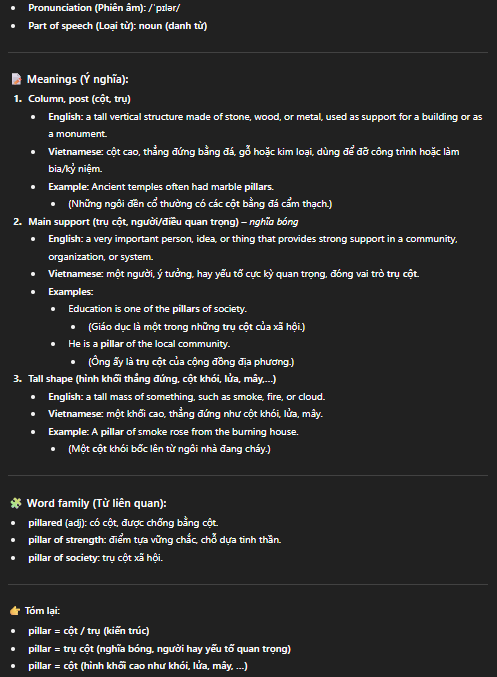 Pronunciation (Phiên âm): /ˈpɪlər/
Part of speech (Loại từ): noun (danh từ)
Meanings (Ý nghĩa):
1. Column, post (cột, trụ)
English: a tall vertical structure made of stone, wood, or metal, used as support for a building or as
a monument.
Vietnamese: cột cao, thẳng đứng bằng đá, gỗ hoặc kim loại, dùng để đỡ công trình hoặc làm
bia/kỷ niệm.
Example: Ancient temples often had marble pillars.
(Những ngôi đền cổ thường có các cột bằng đá cẩm thạch.)
2. Main support (trụ cột, người/điều quan trọng) – nghĩa bóng
English: a very important person, idea, or thing that provides strong support in a community,
organization, or system.
Vietnamese: một người, ý tưởng, hay yếu tố cực kỳ quan trọng, đóng vai trò trụ cột.
Examples:
Education is one of the pillars of society.
(Giáo dục là một trong những trụ cột của xã hội.)
He is a pillar of the local community.
(Ông ấy là trụ cột của cộng đồng địa phương.)
3. Tall shape (hình khối thẳng đứng, cột khói, lửa, mây,...)
English: a tall mass of something, such as smoke, fire, or cloud.
Vietnamese: một khối cao, thẳng đứng như cột khói, lửa, mây.
Example: A pillar of smoke rose from the burning house.
(Một cột khói bốc lên từ ngôi nhà đang cháy.)
Word family (Từ liên quan):
pillared (adj): có cột, được chống bằng cột.
pillar of strength: điểm tựa vững chắc, chỗ dựa tinh thần.
pillar of society: trụ cột xã hội.
Tóm lại:
pillar = cột / trụ (kiến trúc)
pillar = trụ cột (nghĩa bóng, người hay yếu tố quan trọng)
pillar = cột (hình khối cao như khói, lửa, mây, ...)